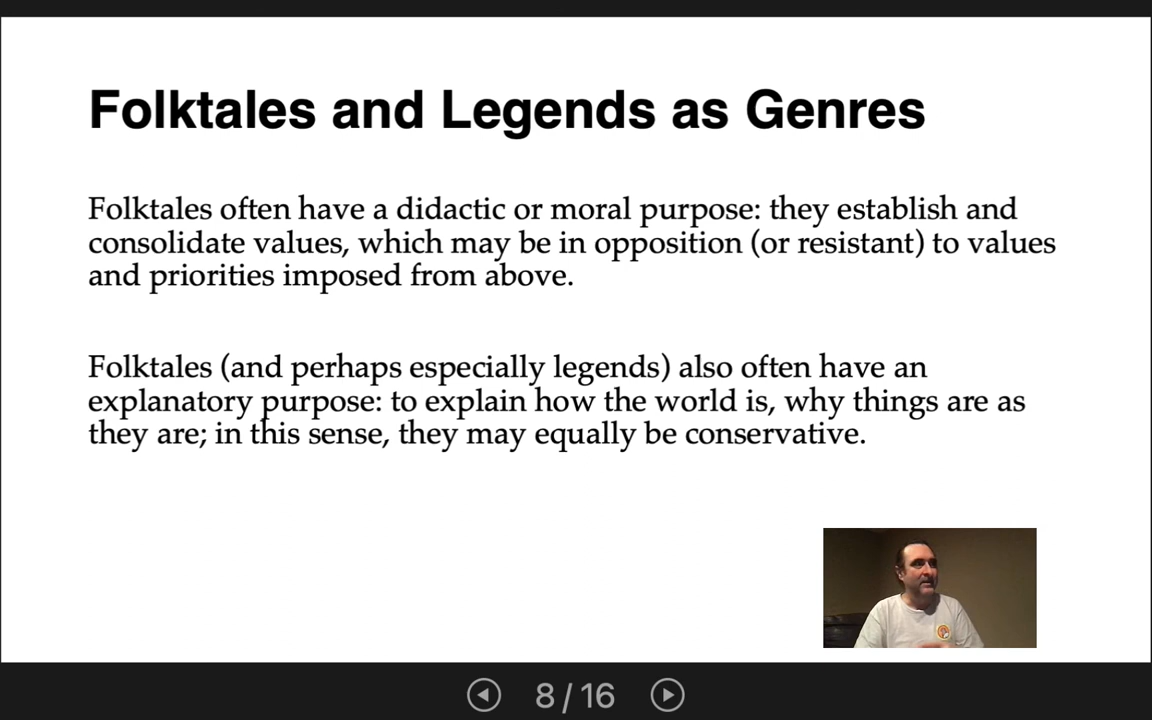 Folktales and Legends as Genres
Folktales often have a didactic or moral purpose: they establish and
consolidate values, which may be in opposition (or resistant) to values
and priorities imposed from above.
Folktales (and perhaps especially legends) also often have an
explanatory purpose: to explain how the world is, why things are as
they are; in this sense, they may equally be conservative.
8/16